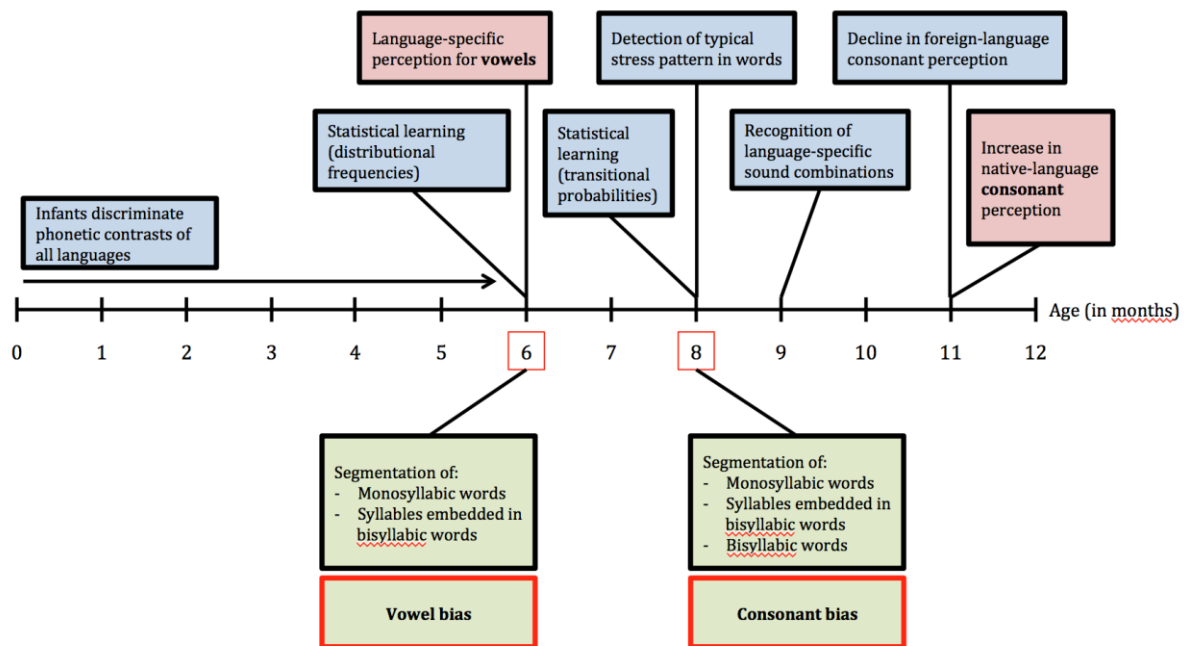 Language-specific
perception for vowels
Detection of typical
stress pattern in words
Decline in foreign-language
consonant perception
Statistical learning
(distributional
frequencies)
Statistical
learning
(transitional
probabilities)
Recognition of
language-specific
sound combinations
Increase in
native-language
consonant
perception
Infants discriminate
phonetic contrasts of
all languages
Age (in months)
0 1 2 3 4 5 6 7 8 9 10 11 12
Segmentation of:
- Monosyllabic words
- Syllables embedded in
bisyllabic words
Segmentation of:
- Monosyllabic words
- Syllables embedded in
bisyllabic words
- Bisyllabic words
Vowel bias
Consonant bias